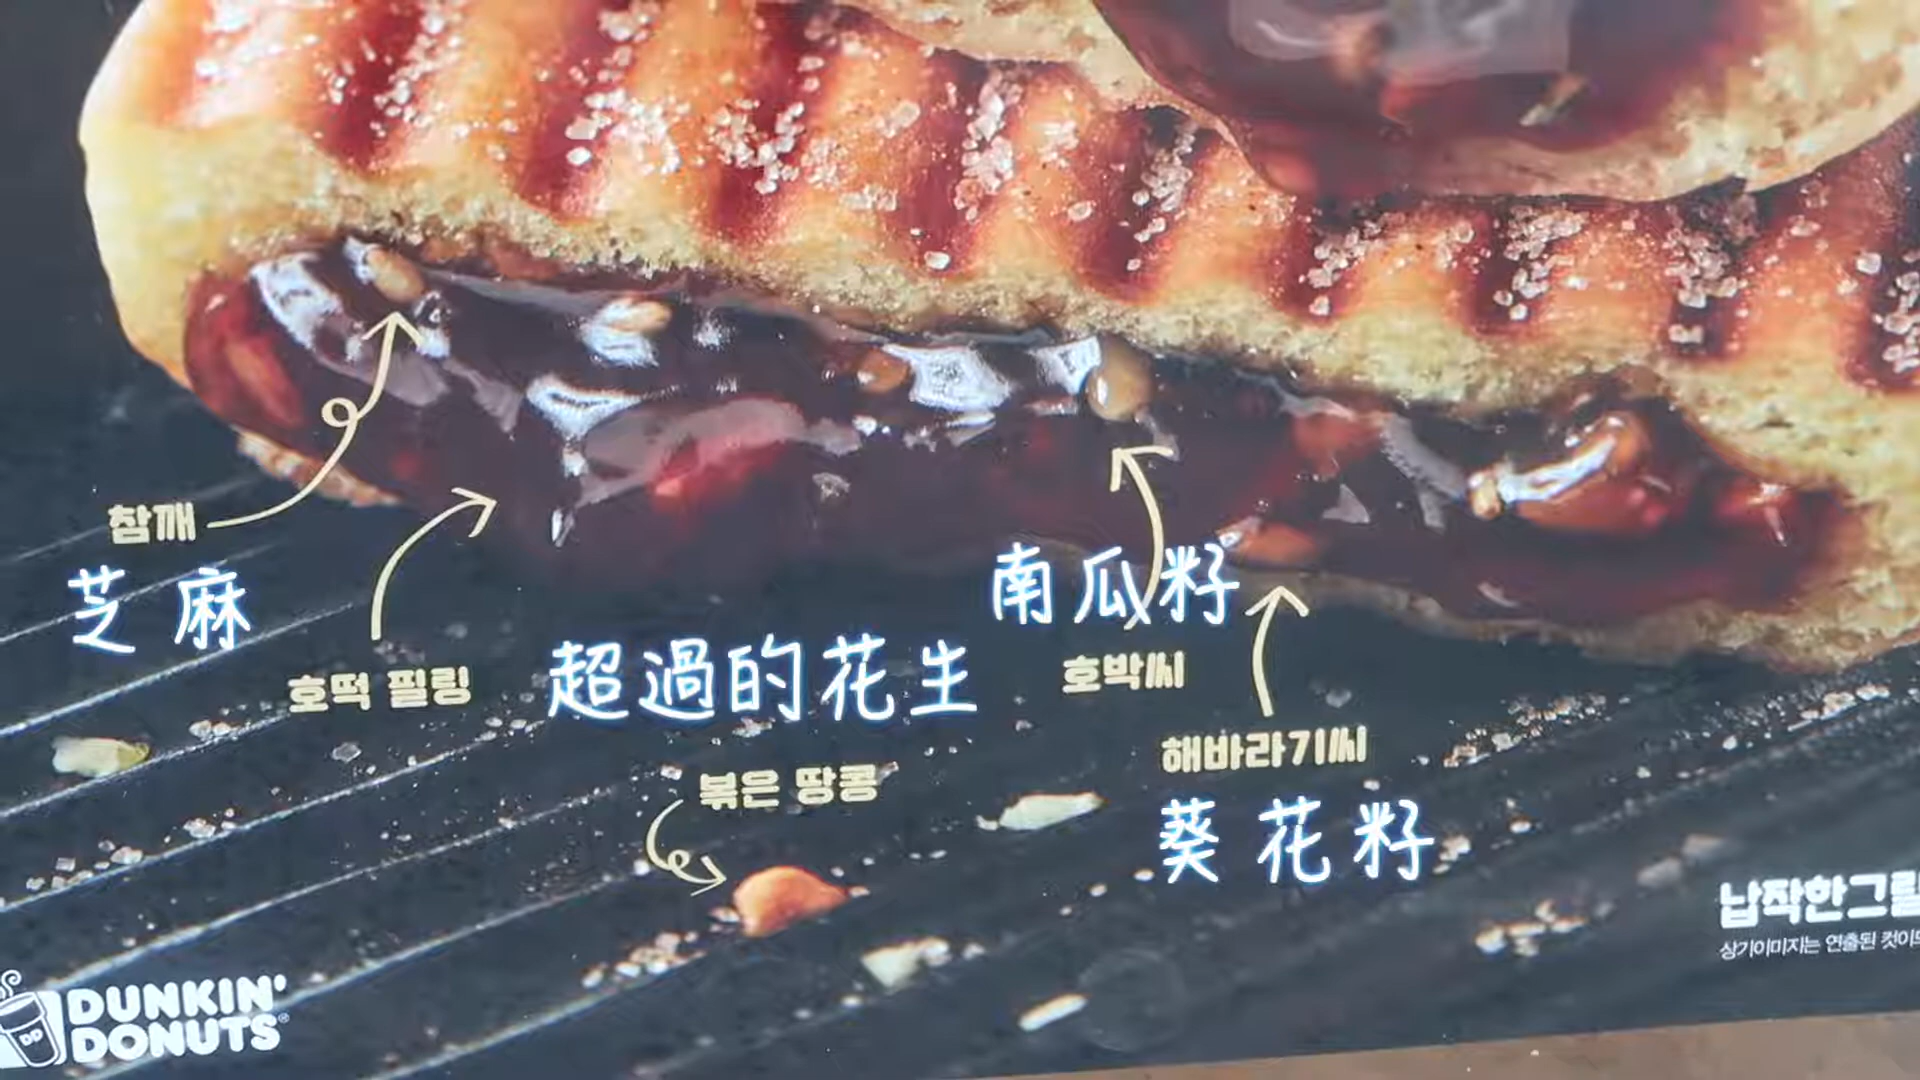 참깨
芝麻
호떡 필링
超過的花生
南瓜籽
호박씨
볶은 땅콩
해바라기씨
葵花籽
납작한그릴
상기이미지는 연출된 컷이므
DUNKIN'
DONUTS